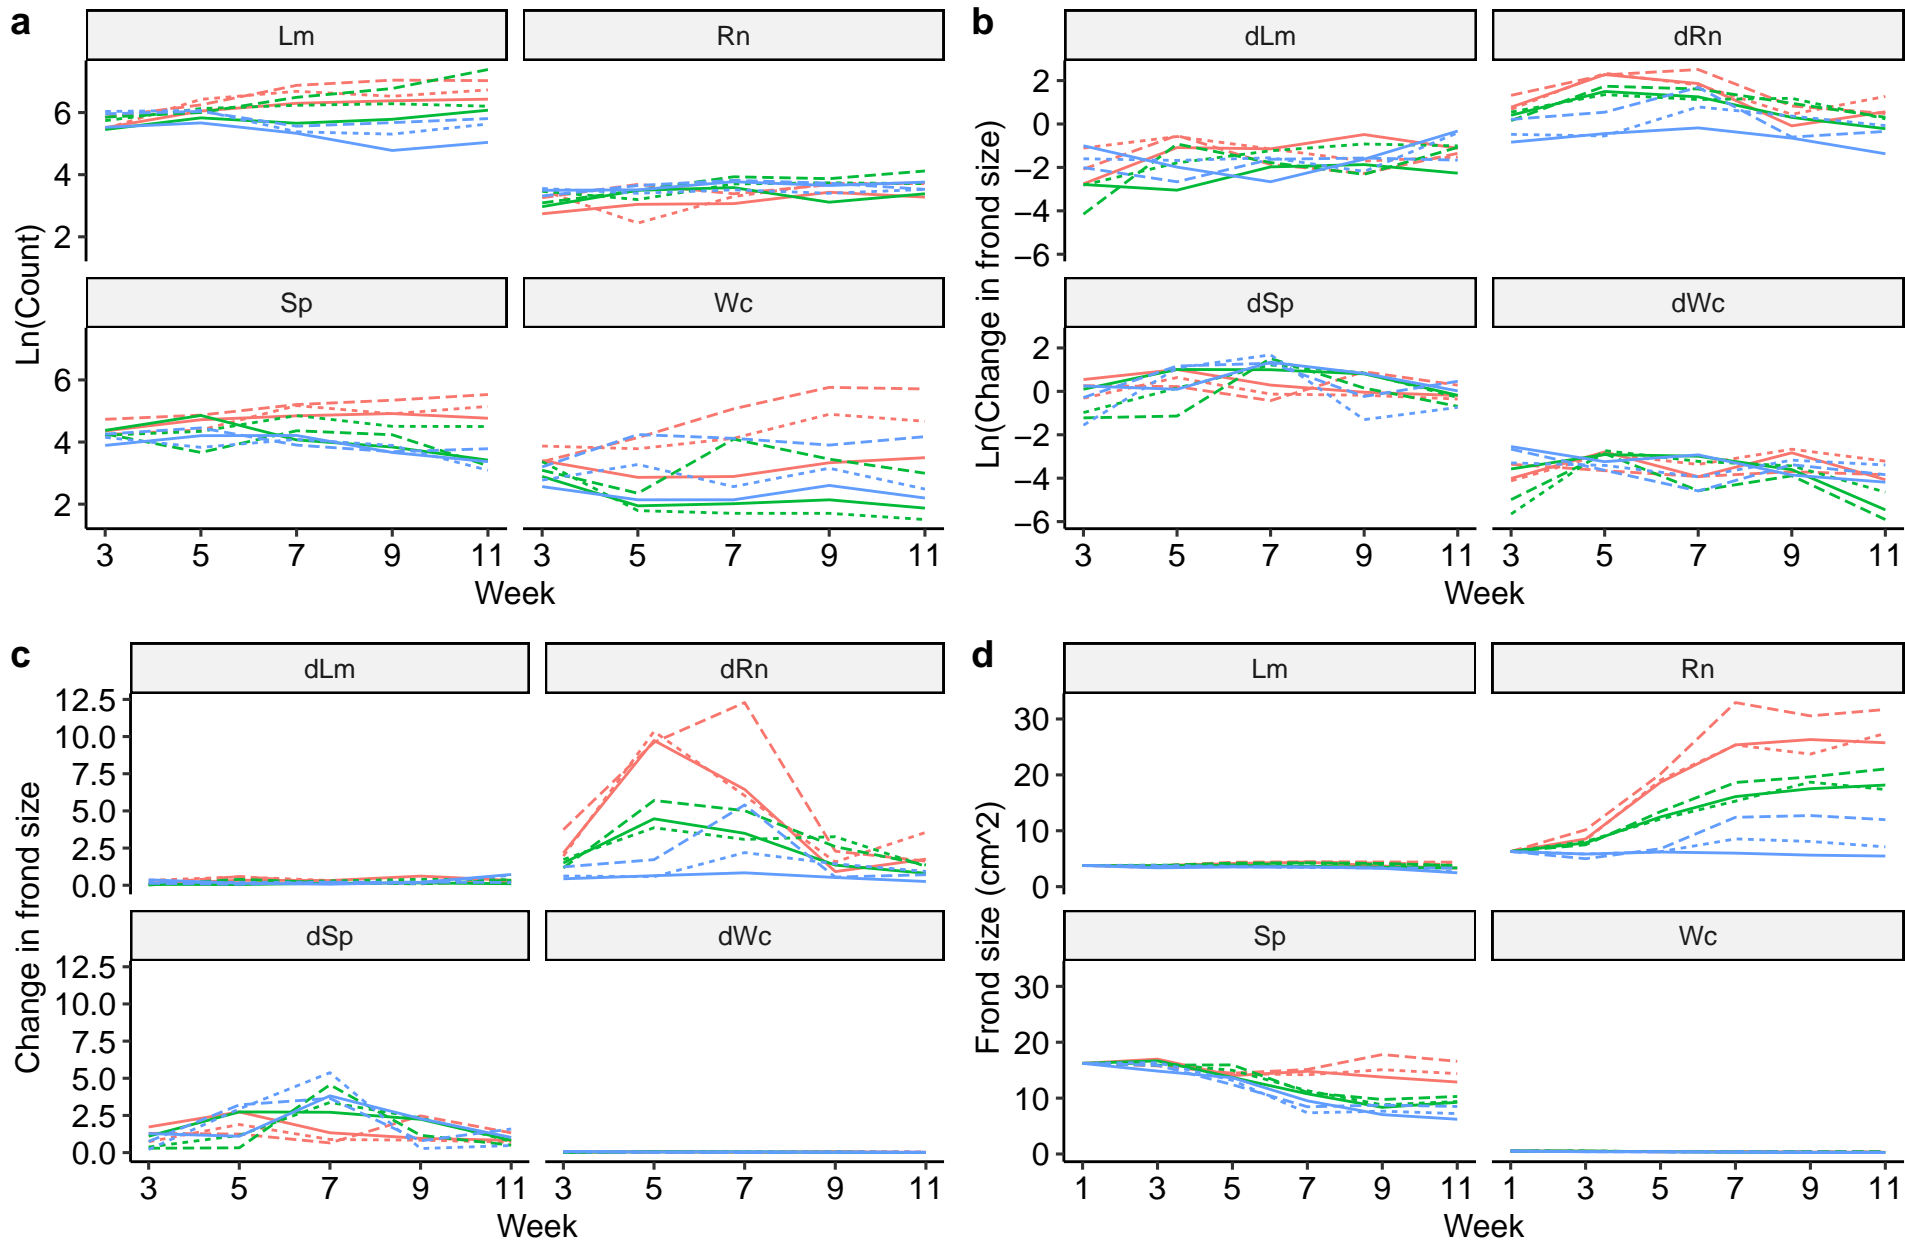 a
Lm
Rn
6
4
2
Sp
Wc
6
4
2
3
5
7
9
11
3
5
7
9
11
Week
Ln(Count)
b
dLm
dRn
2
0
−2
−4
−6
dSp
dWc
2
0
−2
−4
−6
3
5
7
9
11
3
5
7
9
11
Week
Ln(Change in frond size)
c
dLm
dRn
12.5
10.0
7.5
5.0
2.5
0.0
dSp
dWc
12.5
10.0
7.5
5.0
2.5
0.0
3
5
7
9
11
3
5
7
9
11
Week
Change in frond size
d
Lm
Rn
30
20
10
0
Sp
Wc
30
20
10
0
1
3
5
7
9
11
1
3
5
7
9
11
Week
Frond size (cm^2)